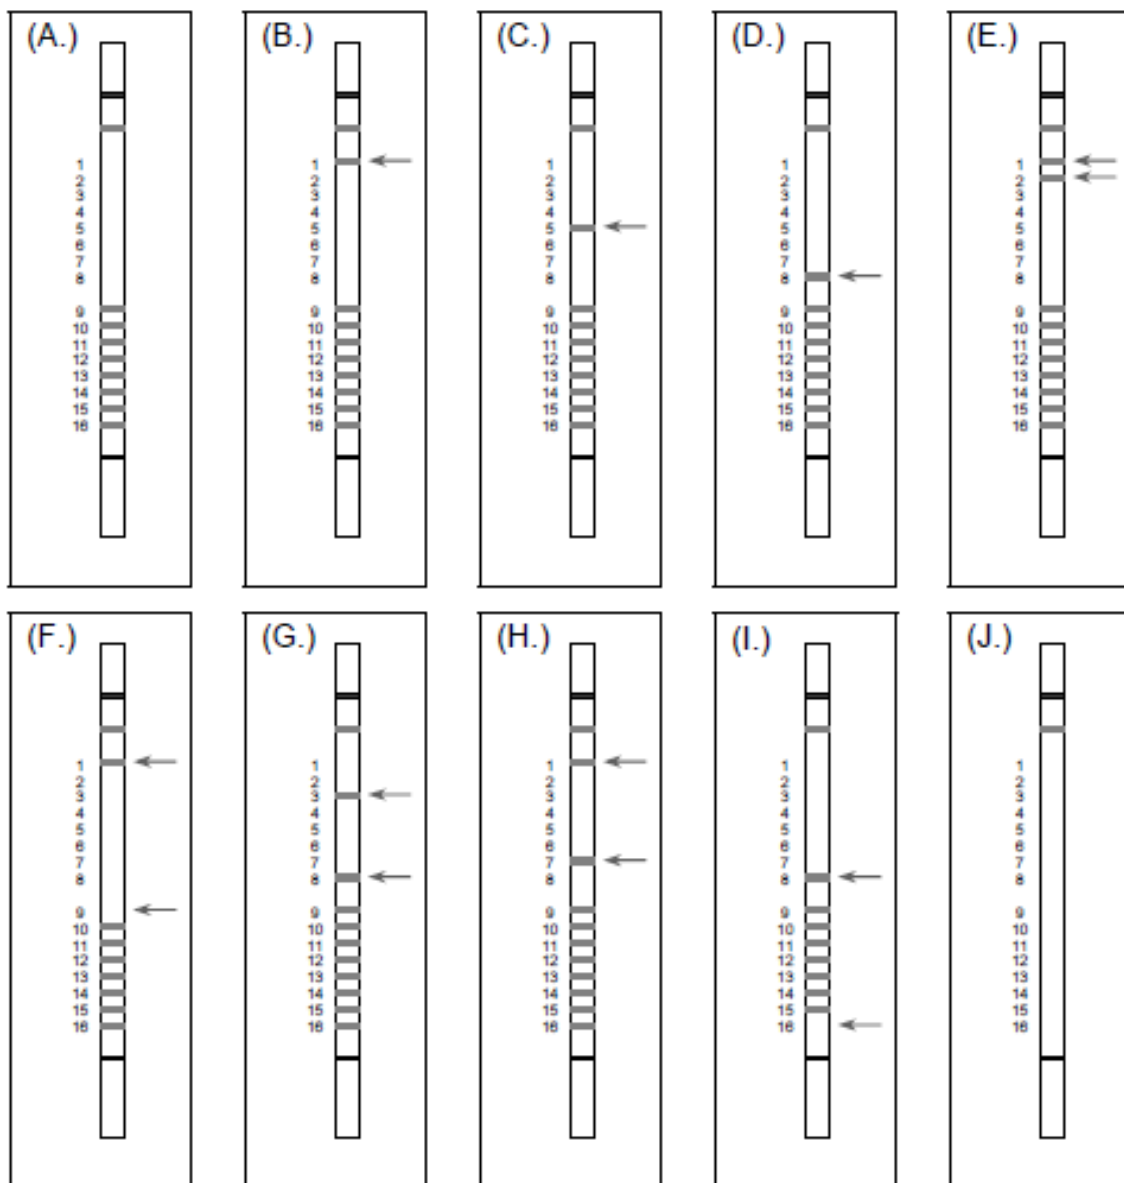 (A.) (B.) (C.) (D.) (E.)
1 1 1 1 1
2 2 2 2 2
3 3 3 3 3
4 4 4 4 4
5 5 5 5 5
6 6 6 6 6
7 7 7 7 7
8 8 8 8 8
9 9 9 9 9
10 10 10 10 10
11 11 11 11 11
12 12 12 12 12
13 13 13 13 13
14 14 14 14 14
15 15 15 15 15
16 16 16 16 16
(F.) (G.) (H.) (I.) (J.)
1 1 1 1 1
2 2 2 2 2
3 3 3 3 3
4 4 4 4 4
5 5 5 5 5
6 6 6 6 6
7 7 7 7 7
8 8 8 8 8
9 9 9 9 9
10 10 10 10 10
11 11 11 11 11
12 12 12 12 12
13 13 13 13 13
14 14 14 14 14
15 15 15 15 15
16 16 16 16 16